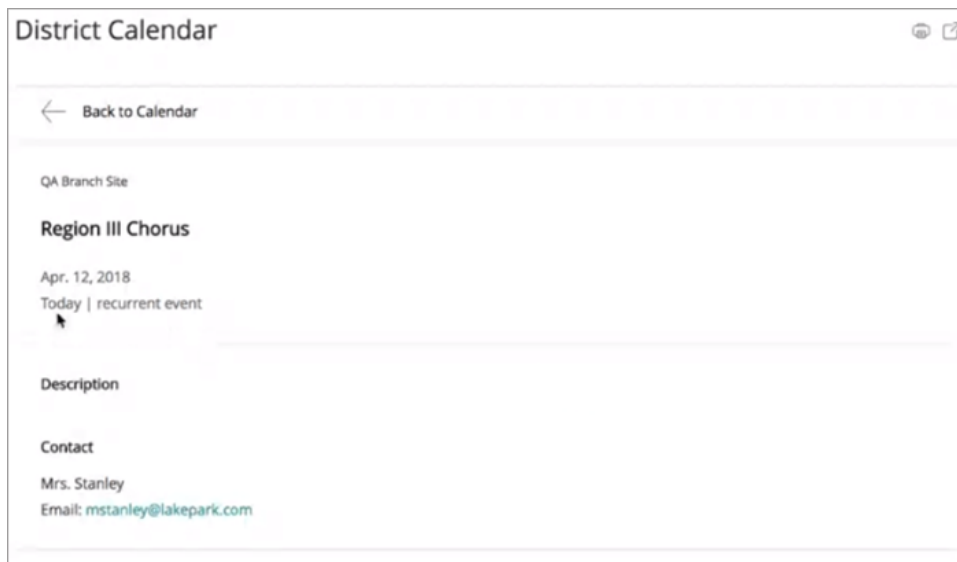 District Calendar
Back to Calendar
QA Branch Site
Region III Chorus
Apr. 12, 2018
Today | recurrent event
Description
Contact
Mrs. Stanley
Email: mstanley@lakepark.com